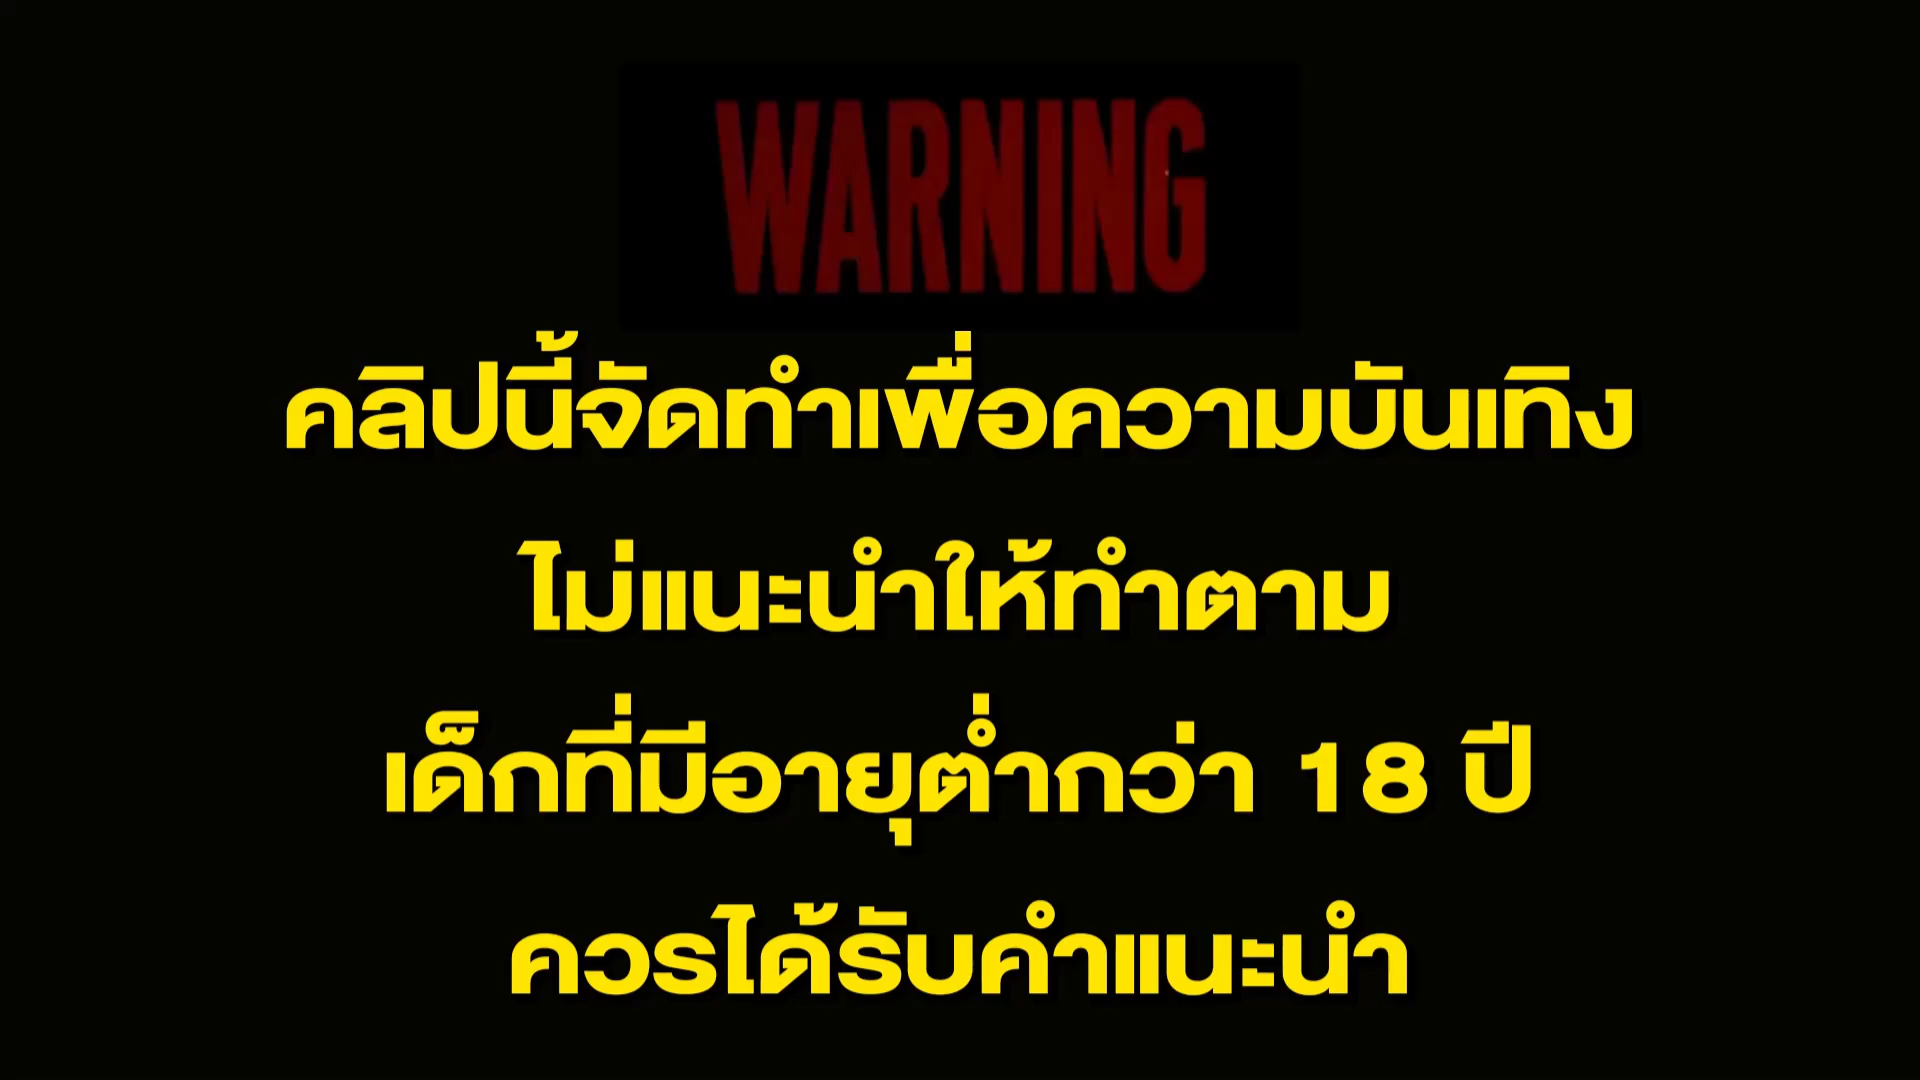 WARNING
คลิปนี้จัดทำเพื่อความบันเทิง
ไม่แนะนำให้ทำตาม
เด็กที่มีอายุต่ำกว่า 18 ปี
ควรได้รับคำแนะนำ